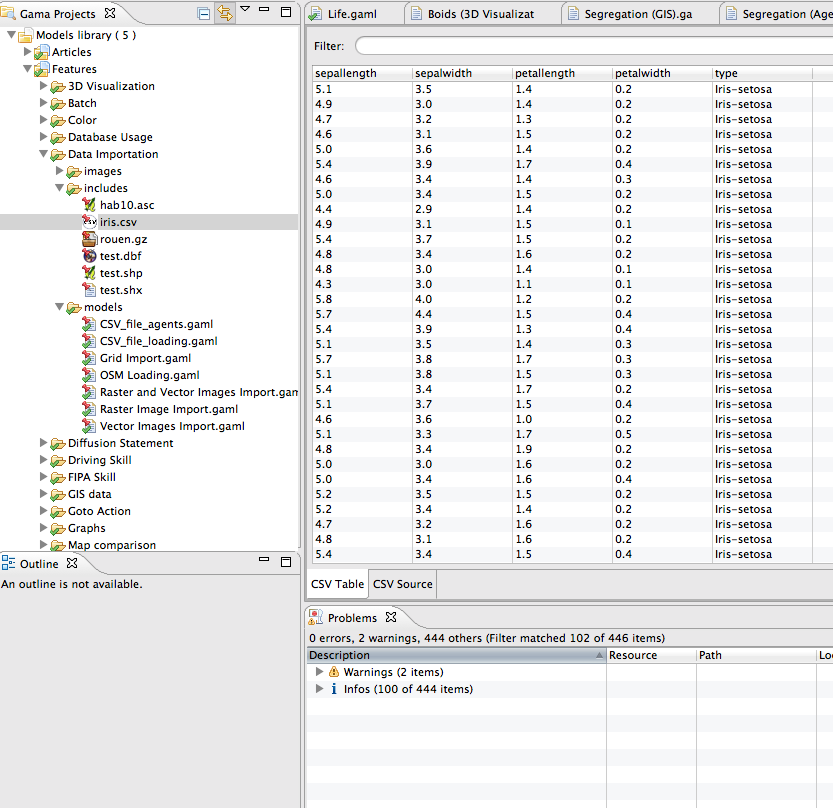 Gama Projects
Models library ( 5 )
Articles
Features
3D Visualization
Batch
Color
Database Usage
Data Importation
images
includes
hab10.asc
iris.csv
rouen.gz
test.dbf
test.shp
test.shx
models
CSV_file_agents.gaml
CSV_file_loading.gaml
Grid Import.gaml
OSM Loading.gaml
Raster and Vector Images Import.gam
Raster Image Import.gaml
Vector Images Import.gaml
Diffusion Statement
Driving Skill
FIPA Skill
GIS data
Goto Action
Graphs
Map comparison
Outline
An outline is not available.
Life.gaml Boids (3D Visualizat Segregation (GIS).ga Segregation (Age
Filter:
sepallength sepalwidth petallength petalwidth type
5.1 3.5 1.4 0.2 Iris-setosa
4.9 3.0 1.4 0.2 Iris-setosa
4.7 3.2 1.3 0.2 Iris-setosa
4.6 3.1 1.5 0.2 Iris-setosa
5.0 3.6 1.4 0.2 Iris-setosa
5.4 3.9 1.7 0.4 Iris-setosa
4.6 3.4 1.4 0.3 Iris-setosa
5.0 3.4 1.5 0.2 Iris-setosa
4.4 2.9 1.4 0.2 Iris-setosa
4.9 3.1 1.5 0.1 Iris-setosa
5.4 3.7 1.5 0.2 Iris-setosa
4.8 3.4 1.6 0.2 Iris-setosa
4.8 3.0 1.4 0.1 Iris-setosa
4.3 3.0 1.1 0.1 Iris-setosa
5.8 4.0 1.2 0.2 Iris-setosa
5.7 4.4 1.5 0.4 Iris-setosa
5.4 3.9 1.3 0.4 Iris-setosa
5.1 3.5 1.4 0.3 Iris-setosa
5.7 3.8 1.7 0.3 Iris-setosa
5.1 3.8 1.5 0.3 Iris-setosa
5.4 3.4 1.7 0.2 Iris-setosa
5.1 3.7 1.5 0.4 Iris-setosa
4.6 3.6 1.0 0.2 Iris-setosa
5.1 3.3 1.7 0.5 Iris-setosa
4.8 3.4 1.9 0.2 Iris-setosa
5.0 3.0 1.6 0.2 Iris-setosa
5.0 3.4 1.6 0.4 Iris-setosa
5.2 3.5 1.5 0.2 Iris-setosa
5.2 3.4 1.4 0.2 Iris-setosa
4.7 3.2 1.6 0.2 Iris-setosa
4.8 3.1 1.6 0.2 Iris-setosa
5.4 3.4 1.5 0.4 Iris-setosa
CSV Table CSV Source
Problems
0 errors, 2 warnings, 444 others (Filter matched 102 of 446 items)
Description Resource Path Lo
Warnings (2 items)
Infos (100 of 444 items)